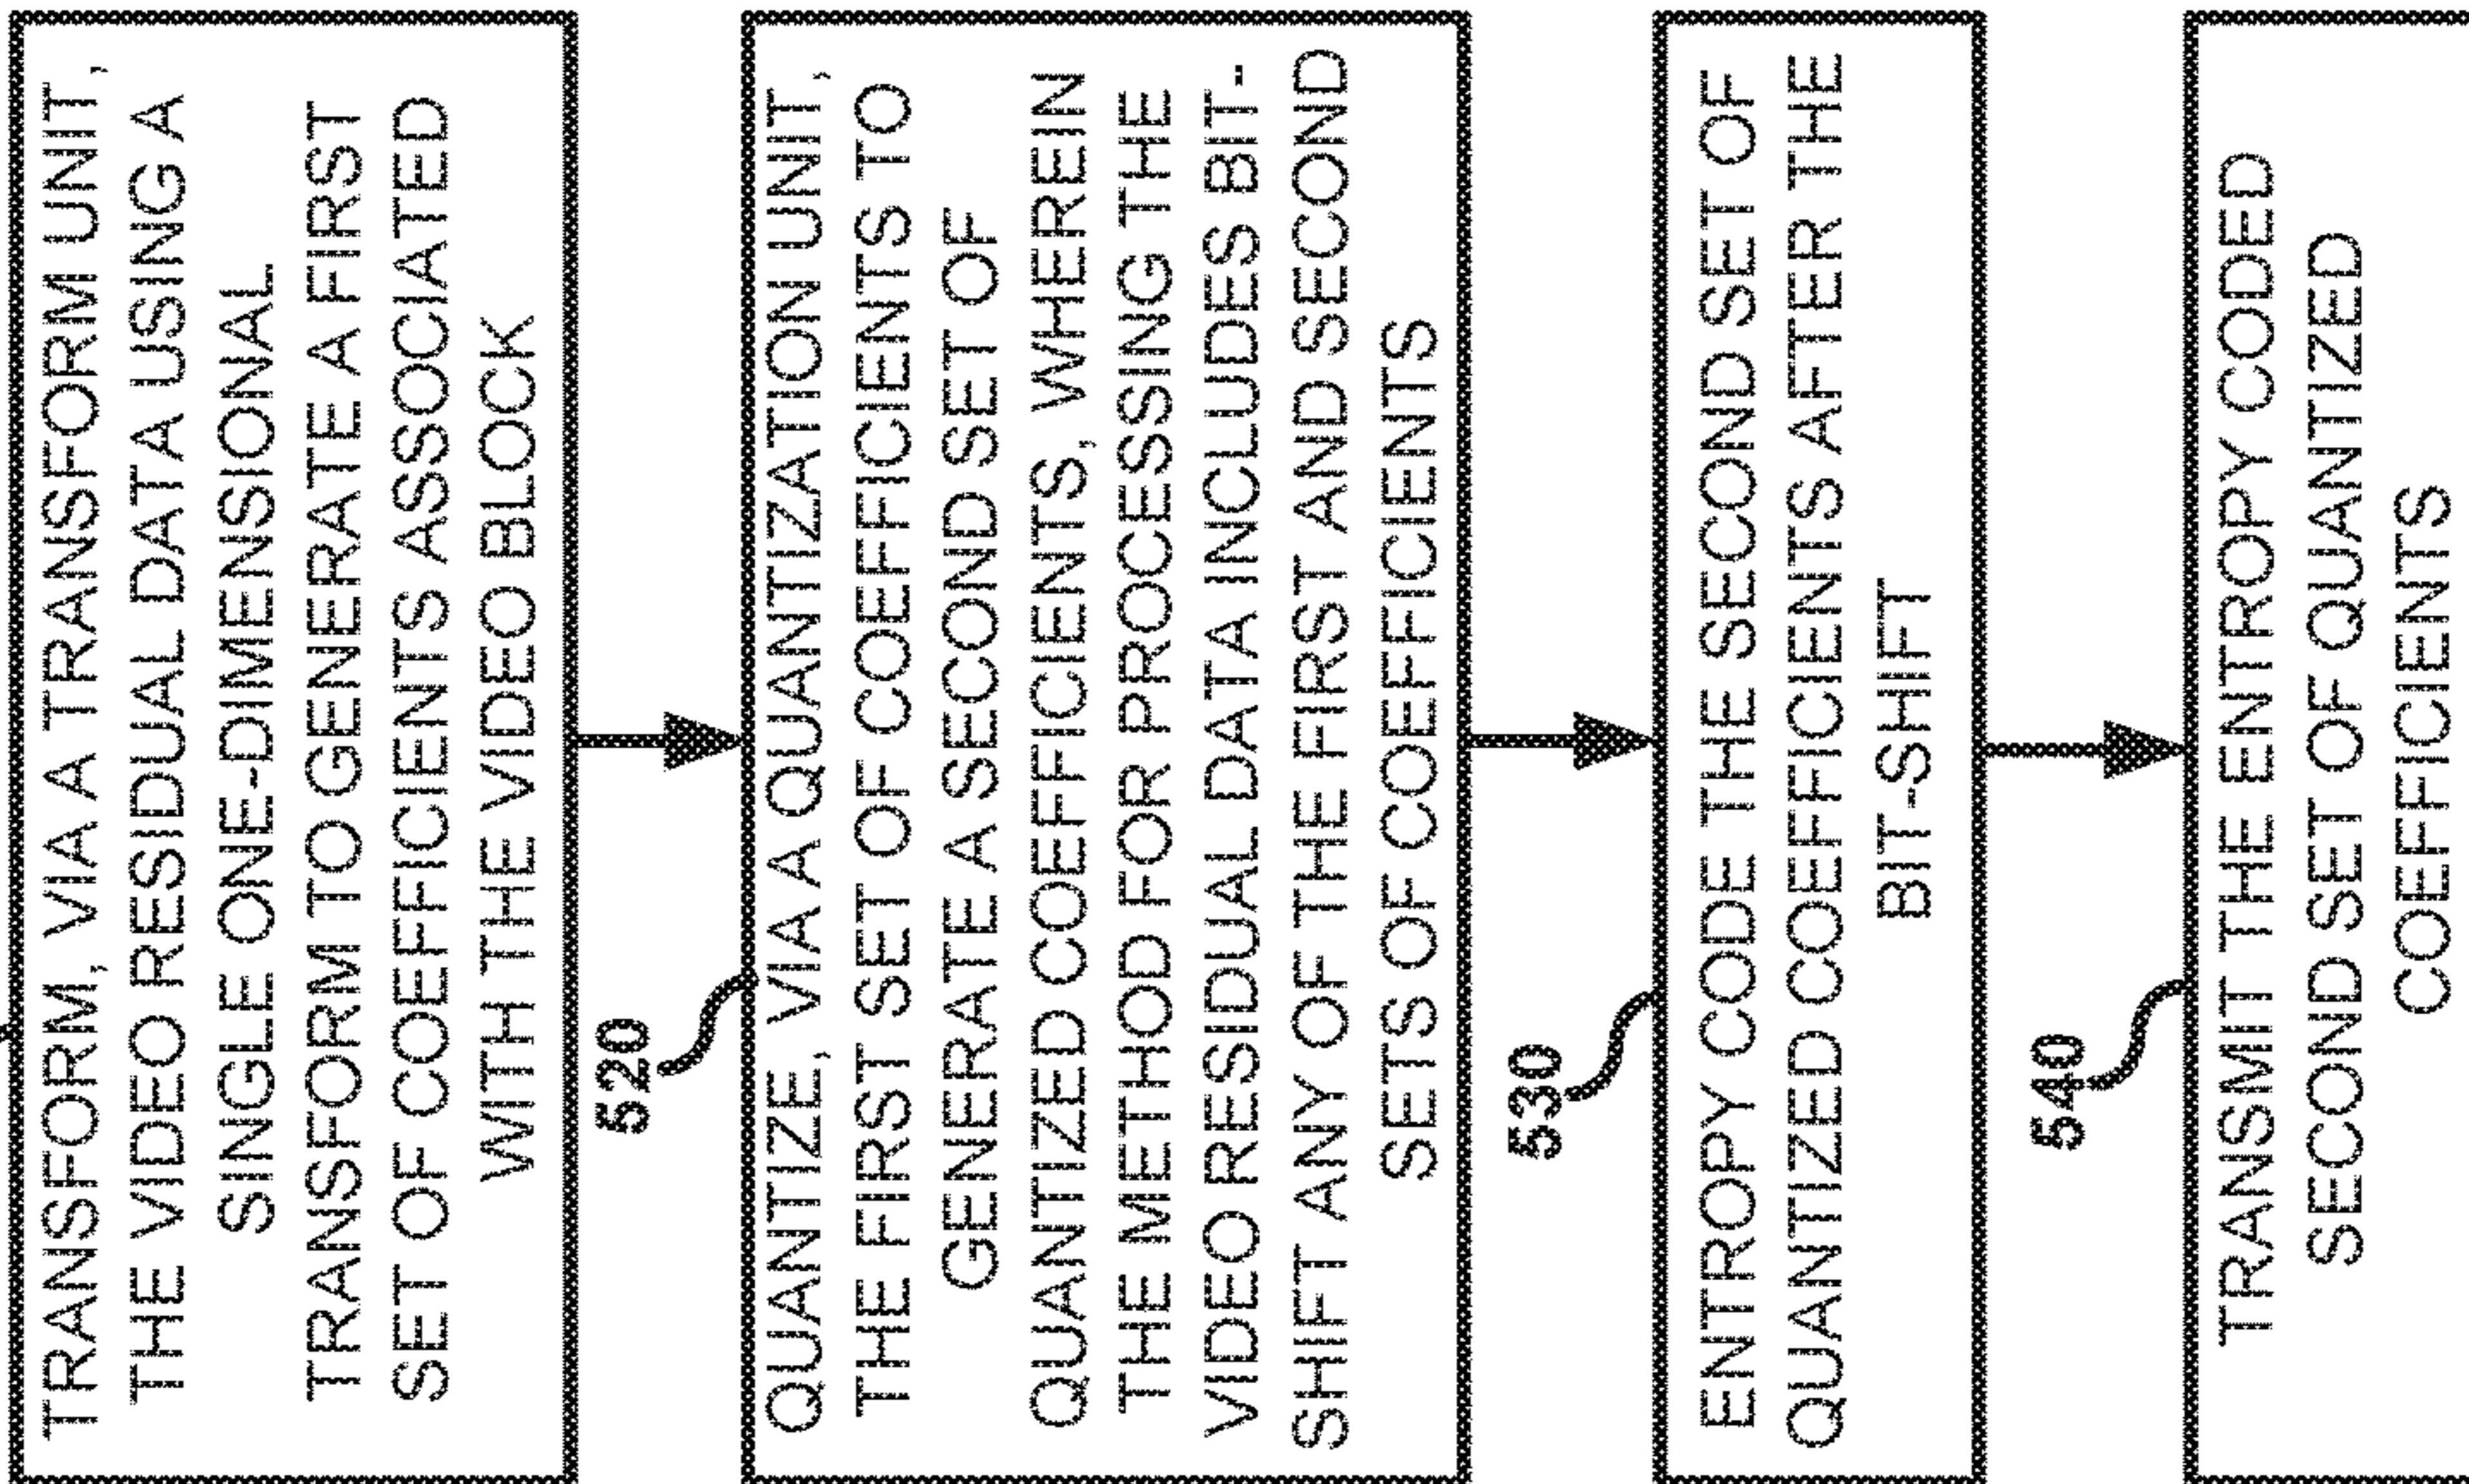 TRANSFORM, VIA A TRANSFORM UNIT,
THE VIDEO RESIDUAL DATA USING A
SINGLE ONE-DIMENSIONAL
TRANSFORM TO GENERATE A FIRST
SET OF COEFFICIENTS ASSOCIATED
WITH THE VIDEO BLOCK
520
QUANTIZE, VIA A QUANTIZATION UNIT,
THE FIRST SET OF COEFFICIENTS TO
GENERATE A SECOND SET OF
QUANTIZED COEFFICIENTS, WHEREIN
THE METHOD FOR PROCESSING THE
VIDEO RESIDUAL DATA INCLUDES BIT-
SHIFT ANY OF THE FIRST AND SECOND
SETS OF COEFFICIENTS
530
ENTROPY CODE THE SECOND SET OF
QUANTIZED COEFFICIENTS AFTER THE
BIT-SHIFT
540
TRANSMIT THE ENTROPY CODED
SECOND SET OF QUANTIZED
COEFFICIENTS